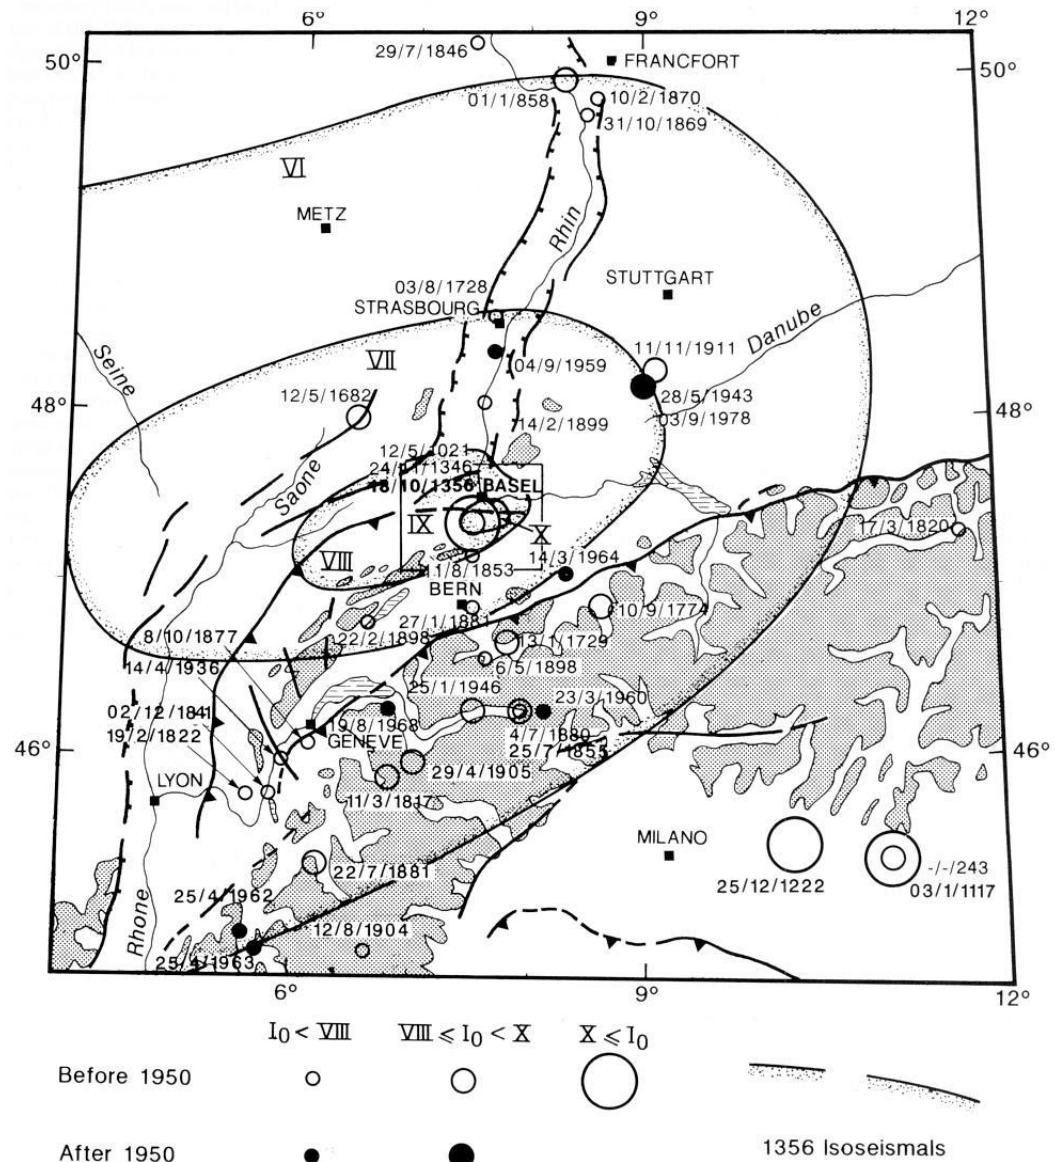 6° 9° 12°
50° 50°
29/7/1846
FRANCFORT
01/1/858
10/2/1870
31/10/1869
VI
METZ
Rhin
STUTTGART
03/8/1728
STRASBOURG
Danube
Seine
VII
11/11/1911
04/9/1959
12/5/1682
28/5/1943
48° 48°
03/9/1978
14/2/1899
12/5/1021
24/11/1346
18/10/1356 BASEL
Saone
IX
X
17/3/1820
VIII
14/3/1964
11/8/1853
BERN
10/9/1774
27/1/1881
22/2/1898
13/1/1729
8/10/1877
6/5/1898
14/4/1936
25/1/1946
23/3/1960
02/12/1841
19/8/1968
4/7/1880
19/2/1822
GENEVE
25/7/1855
46° 46°
29/4/1905
LYON
11/3/1817
MILANO
22/7/1881
25/12/1222
-/-/243
03/1/1117
25/4/1962
12/8/1904
Rhone
25/4/1963
6° 9° 12°
I0 < VIII VIII ⩽ I0 < X X ⩽ I0
Before 1950
After 1950
1356 Isoseismals